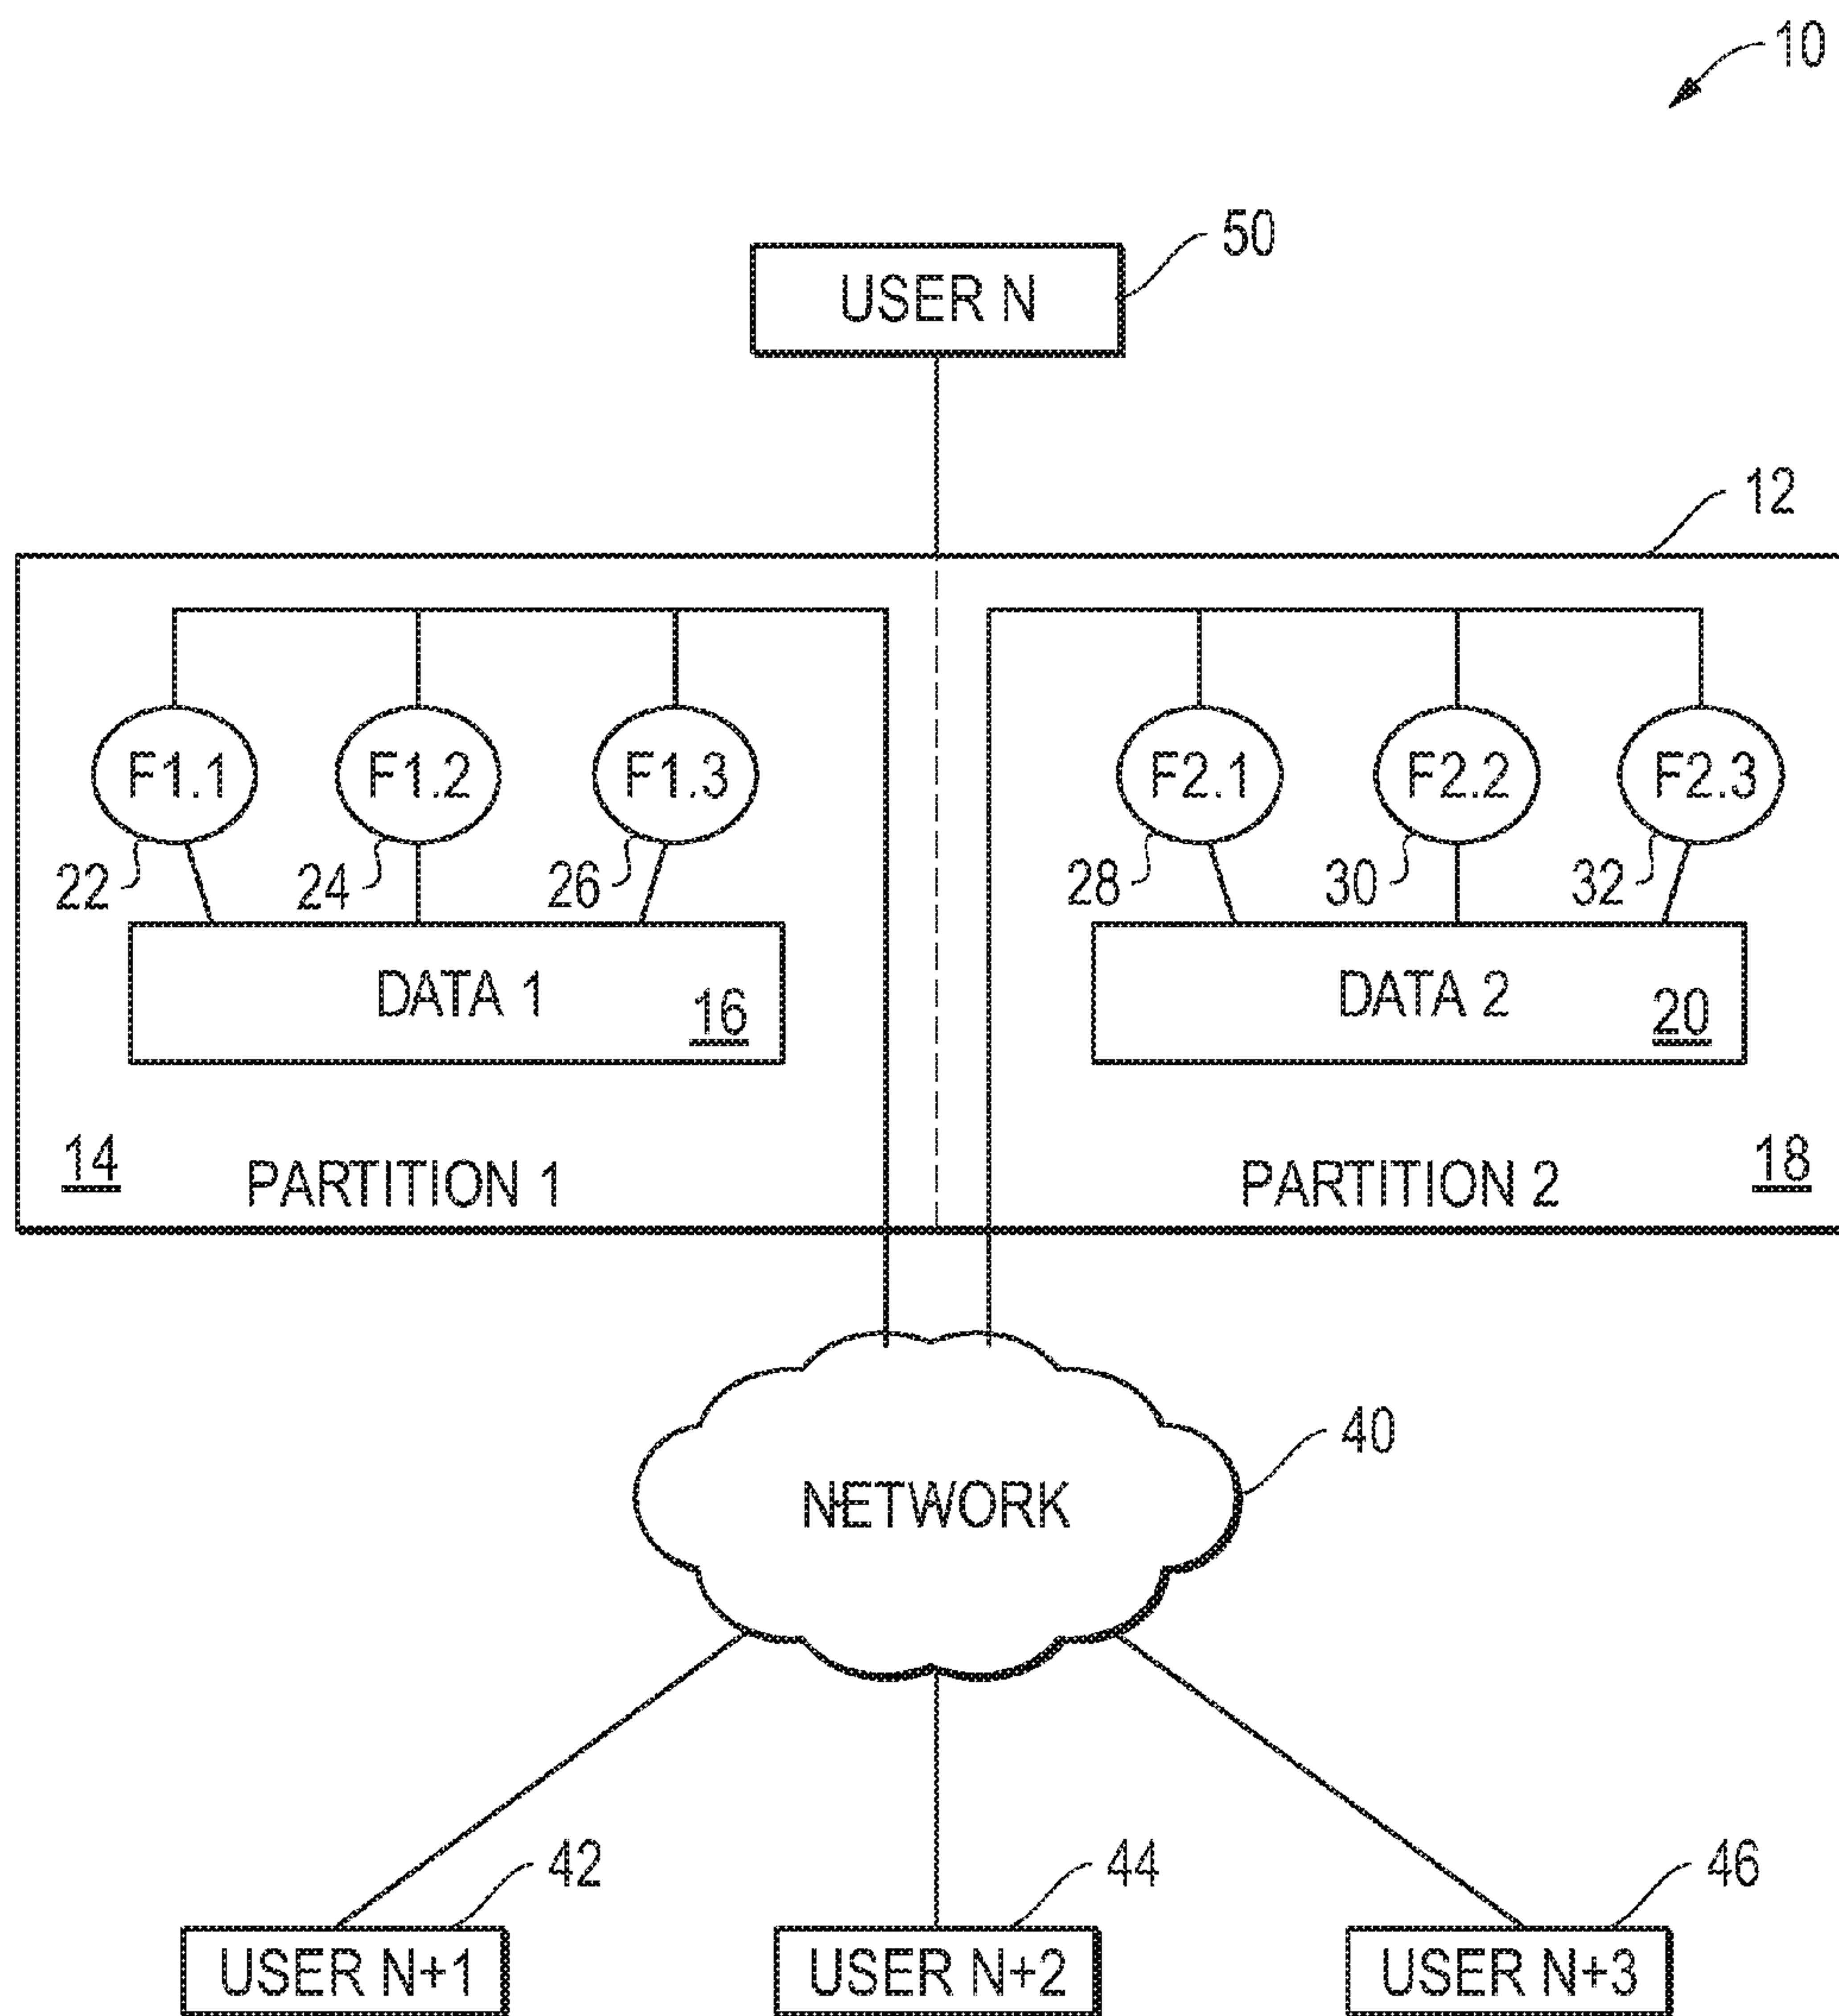 10
50
USER N
12
F1.1 F1.2 F1.3 F2.1 F2.2 F2.3
22 24 26 28 30 32
DATA 1 16 DATA 2 20
14 PARTITION 1 PARTITION 2 18
40
NETWORK
42 44 46
USER N+1 USER N+2 USER N+3